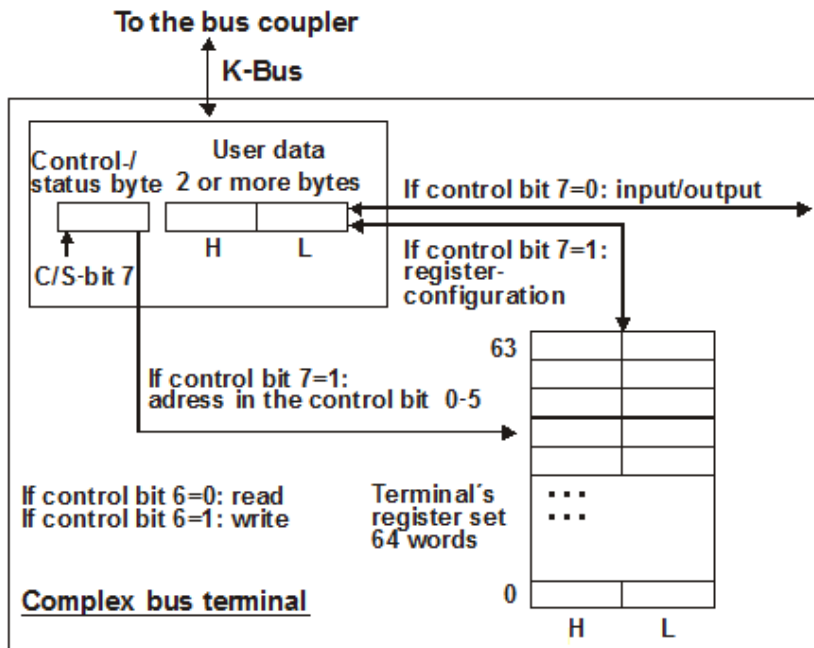 To the bus coupler
K-Bus
Control-/
status byte
User data
2 or more bytes
H L
C/S-bit 7
If control bit 7=0: input/output
If control bit 7=1:
register-
configuration
63
If control bit 7=1:
adress in the control bit 0-5
If control bit 6=0: read
If control bit 6=1: write
Terminal´s
register set
64 words
...
...
0
H L
Complex bus terminal